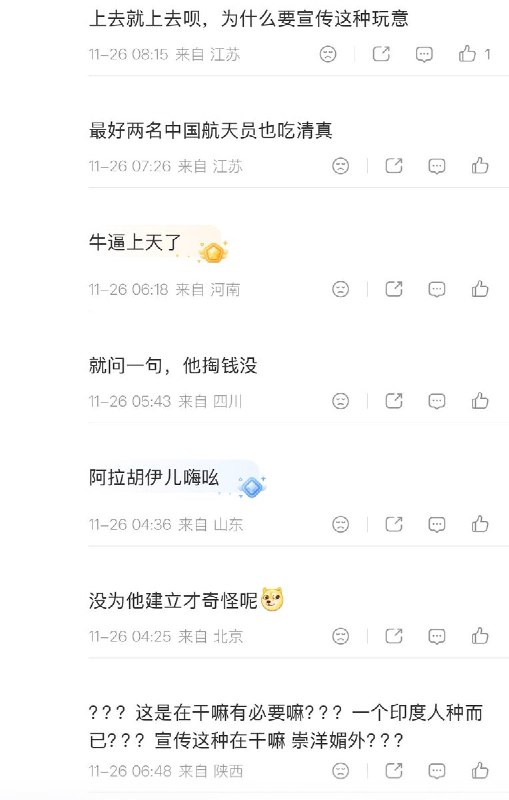 上去就上去呗，为什么要宣传这种玩意
11-26 08:15 来自 江苏
1
最好两名中国航天员也吃清真
11-26 07:26 来自 江苏
牛逼上天了
11-26 06:18 来自 河南
就问一句，他掏钱没
11-26 05:43 来自 四川
阿拉胡伊儿嗨吆
11-26 04:36 来自 山东
没为他建立才奇怪呢
11-26 04:25 来自 北京
？？？这是在干嘛有必要嘛？？？一个印度人种而
已？？？宣传这种在干嘛 崇洋媚外？？？
11-26 06:48 来自 陕西